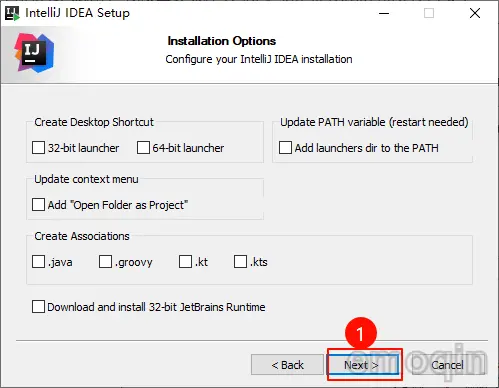 IntelliJ IDEA Setup
IJ
Installation Options
Configure your IntelliJ IDEA installation
Create Desktop Shortcut
32-bit launcher 64-bit launcher
Update PATH variable (restart needed)
Add launchers dir to the PATH
Update context menu
Add "Open Folder as Project"
Create Associations
.java .groovy .kt .kts
Download and install 32-bit JetBrains Runtime
1
< Back Next > Cancel
emoqin